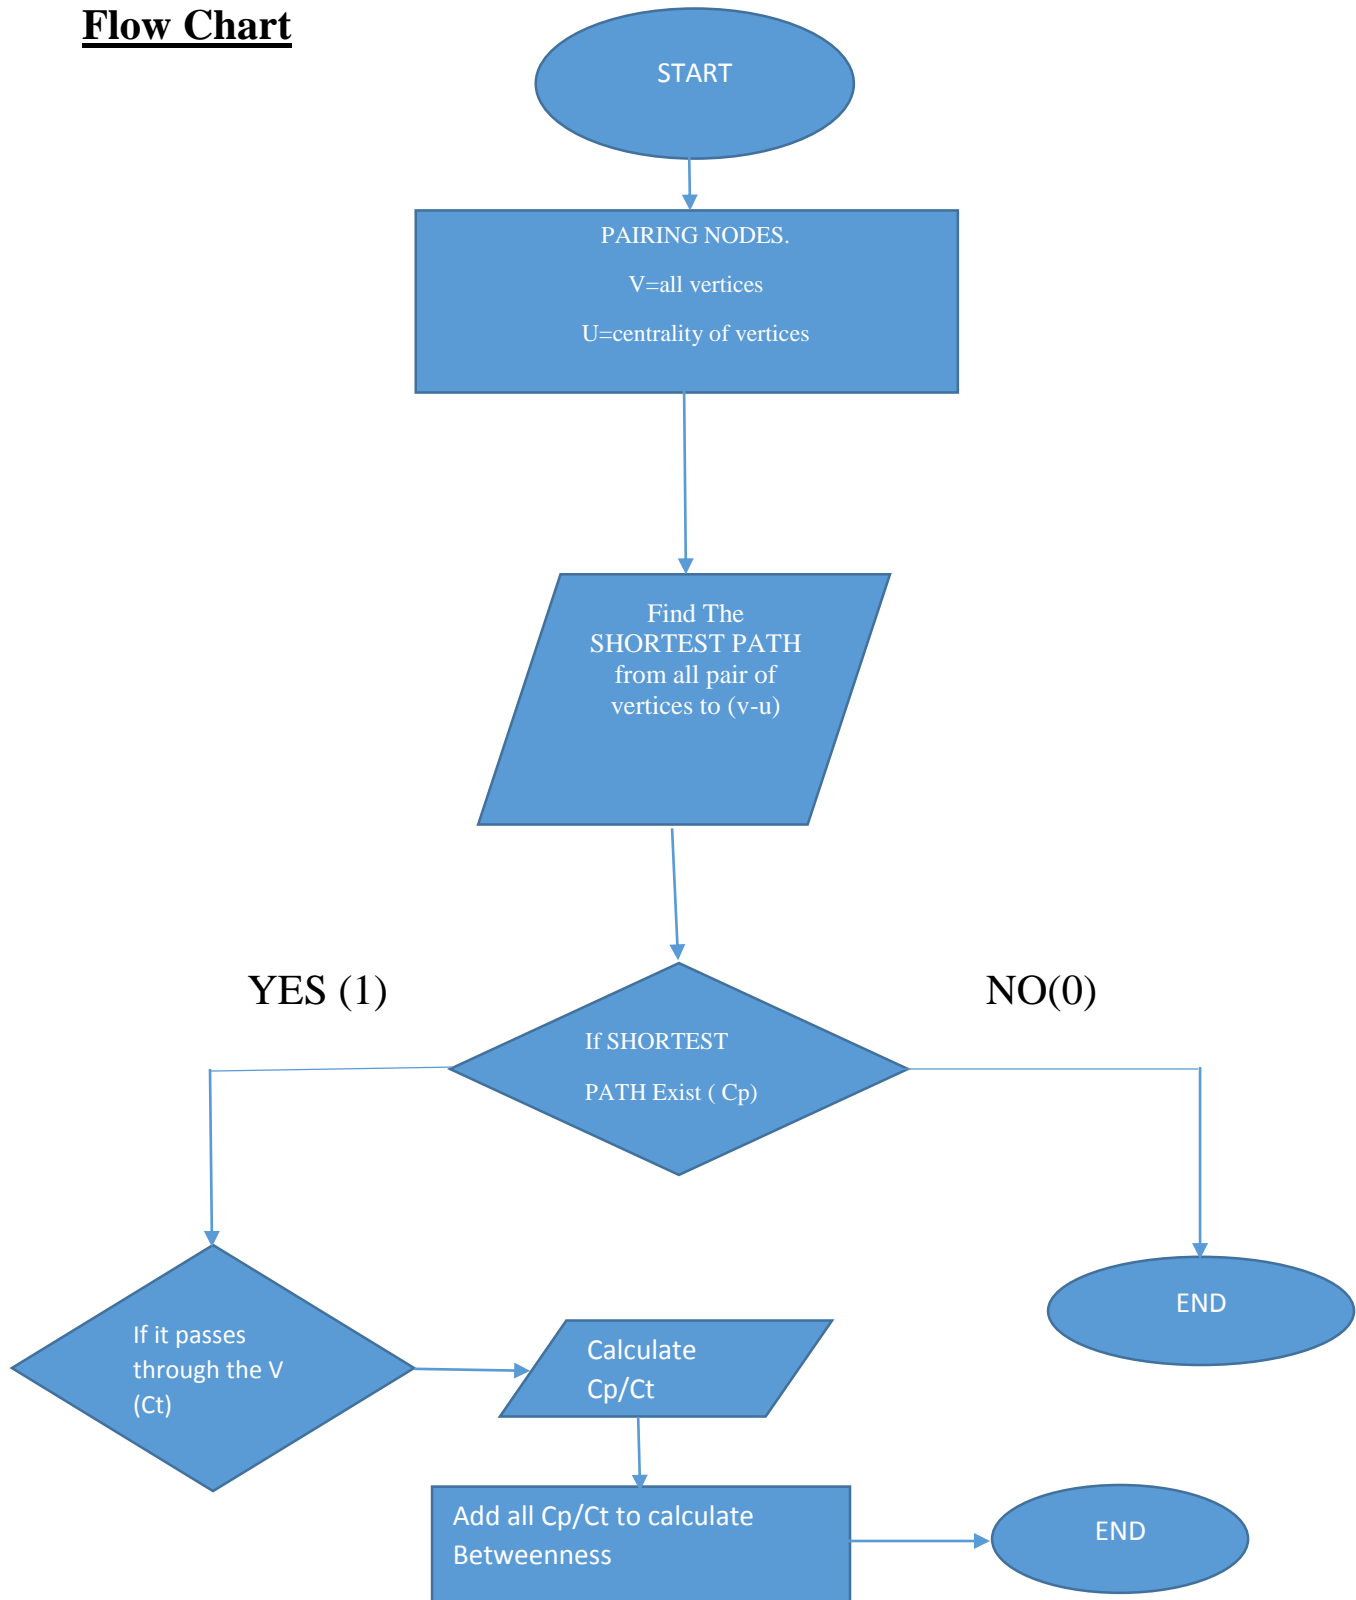 Flow Chart
START
PAIRING NODES.
V=all vertices
U=centrality of vertices
Find The
SHORTEST PATH
from all pair of
vertices to (v-u)
YES (1)
NO(0)
If SHORTEST
PATH Exist ( Cp)
If it passes
through the V
(Ct)
Calculate
Cp/Ct
END
Add all Cp/Ct to calculate
Betweenness
END